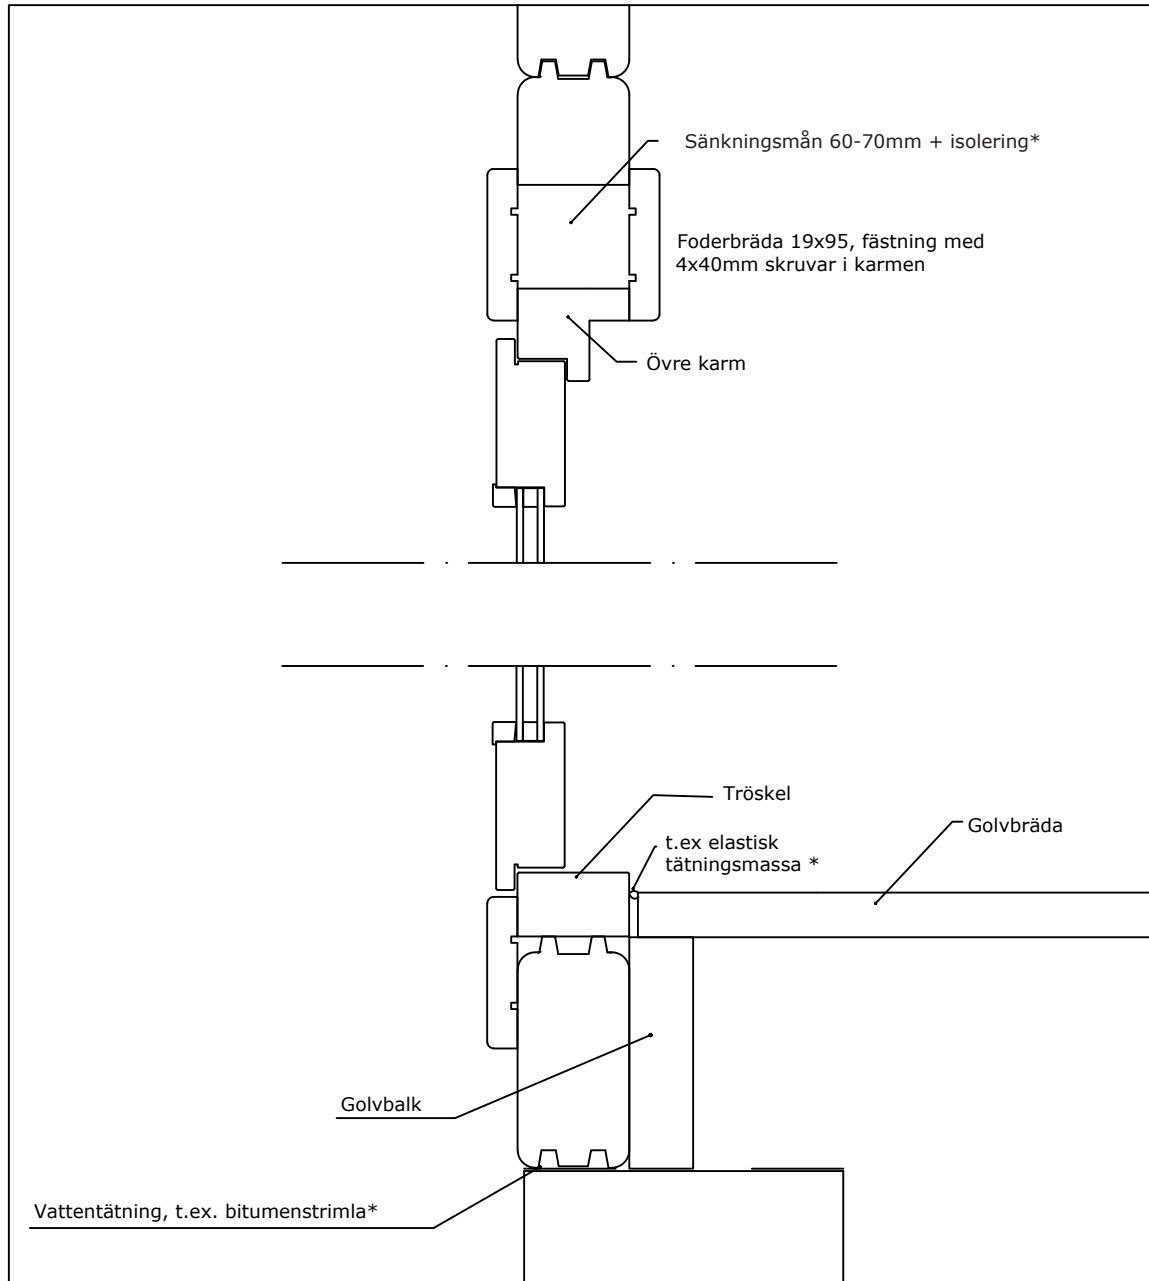 Sänkningsmån 60-70mm + isolering*
Foderbräda 19x95, fästning med
4x40mm skruvar i karmen
Övre karm
Tröskel
t.ex elastisk
tätningsmassa *
Golvbräda
Golvbalk
Vattentätning, t.ex. bitumenstrimla*